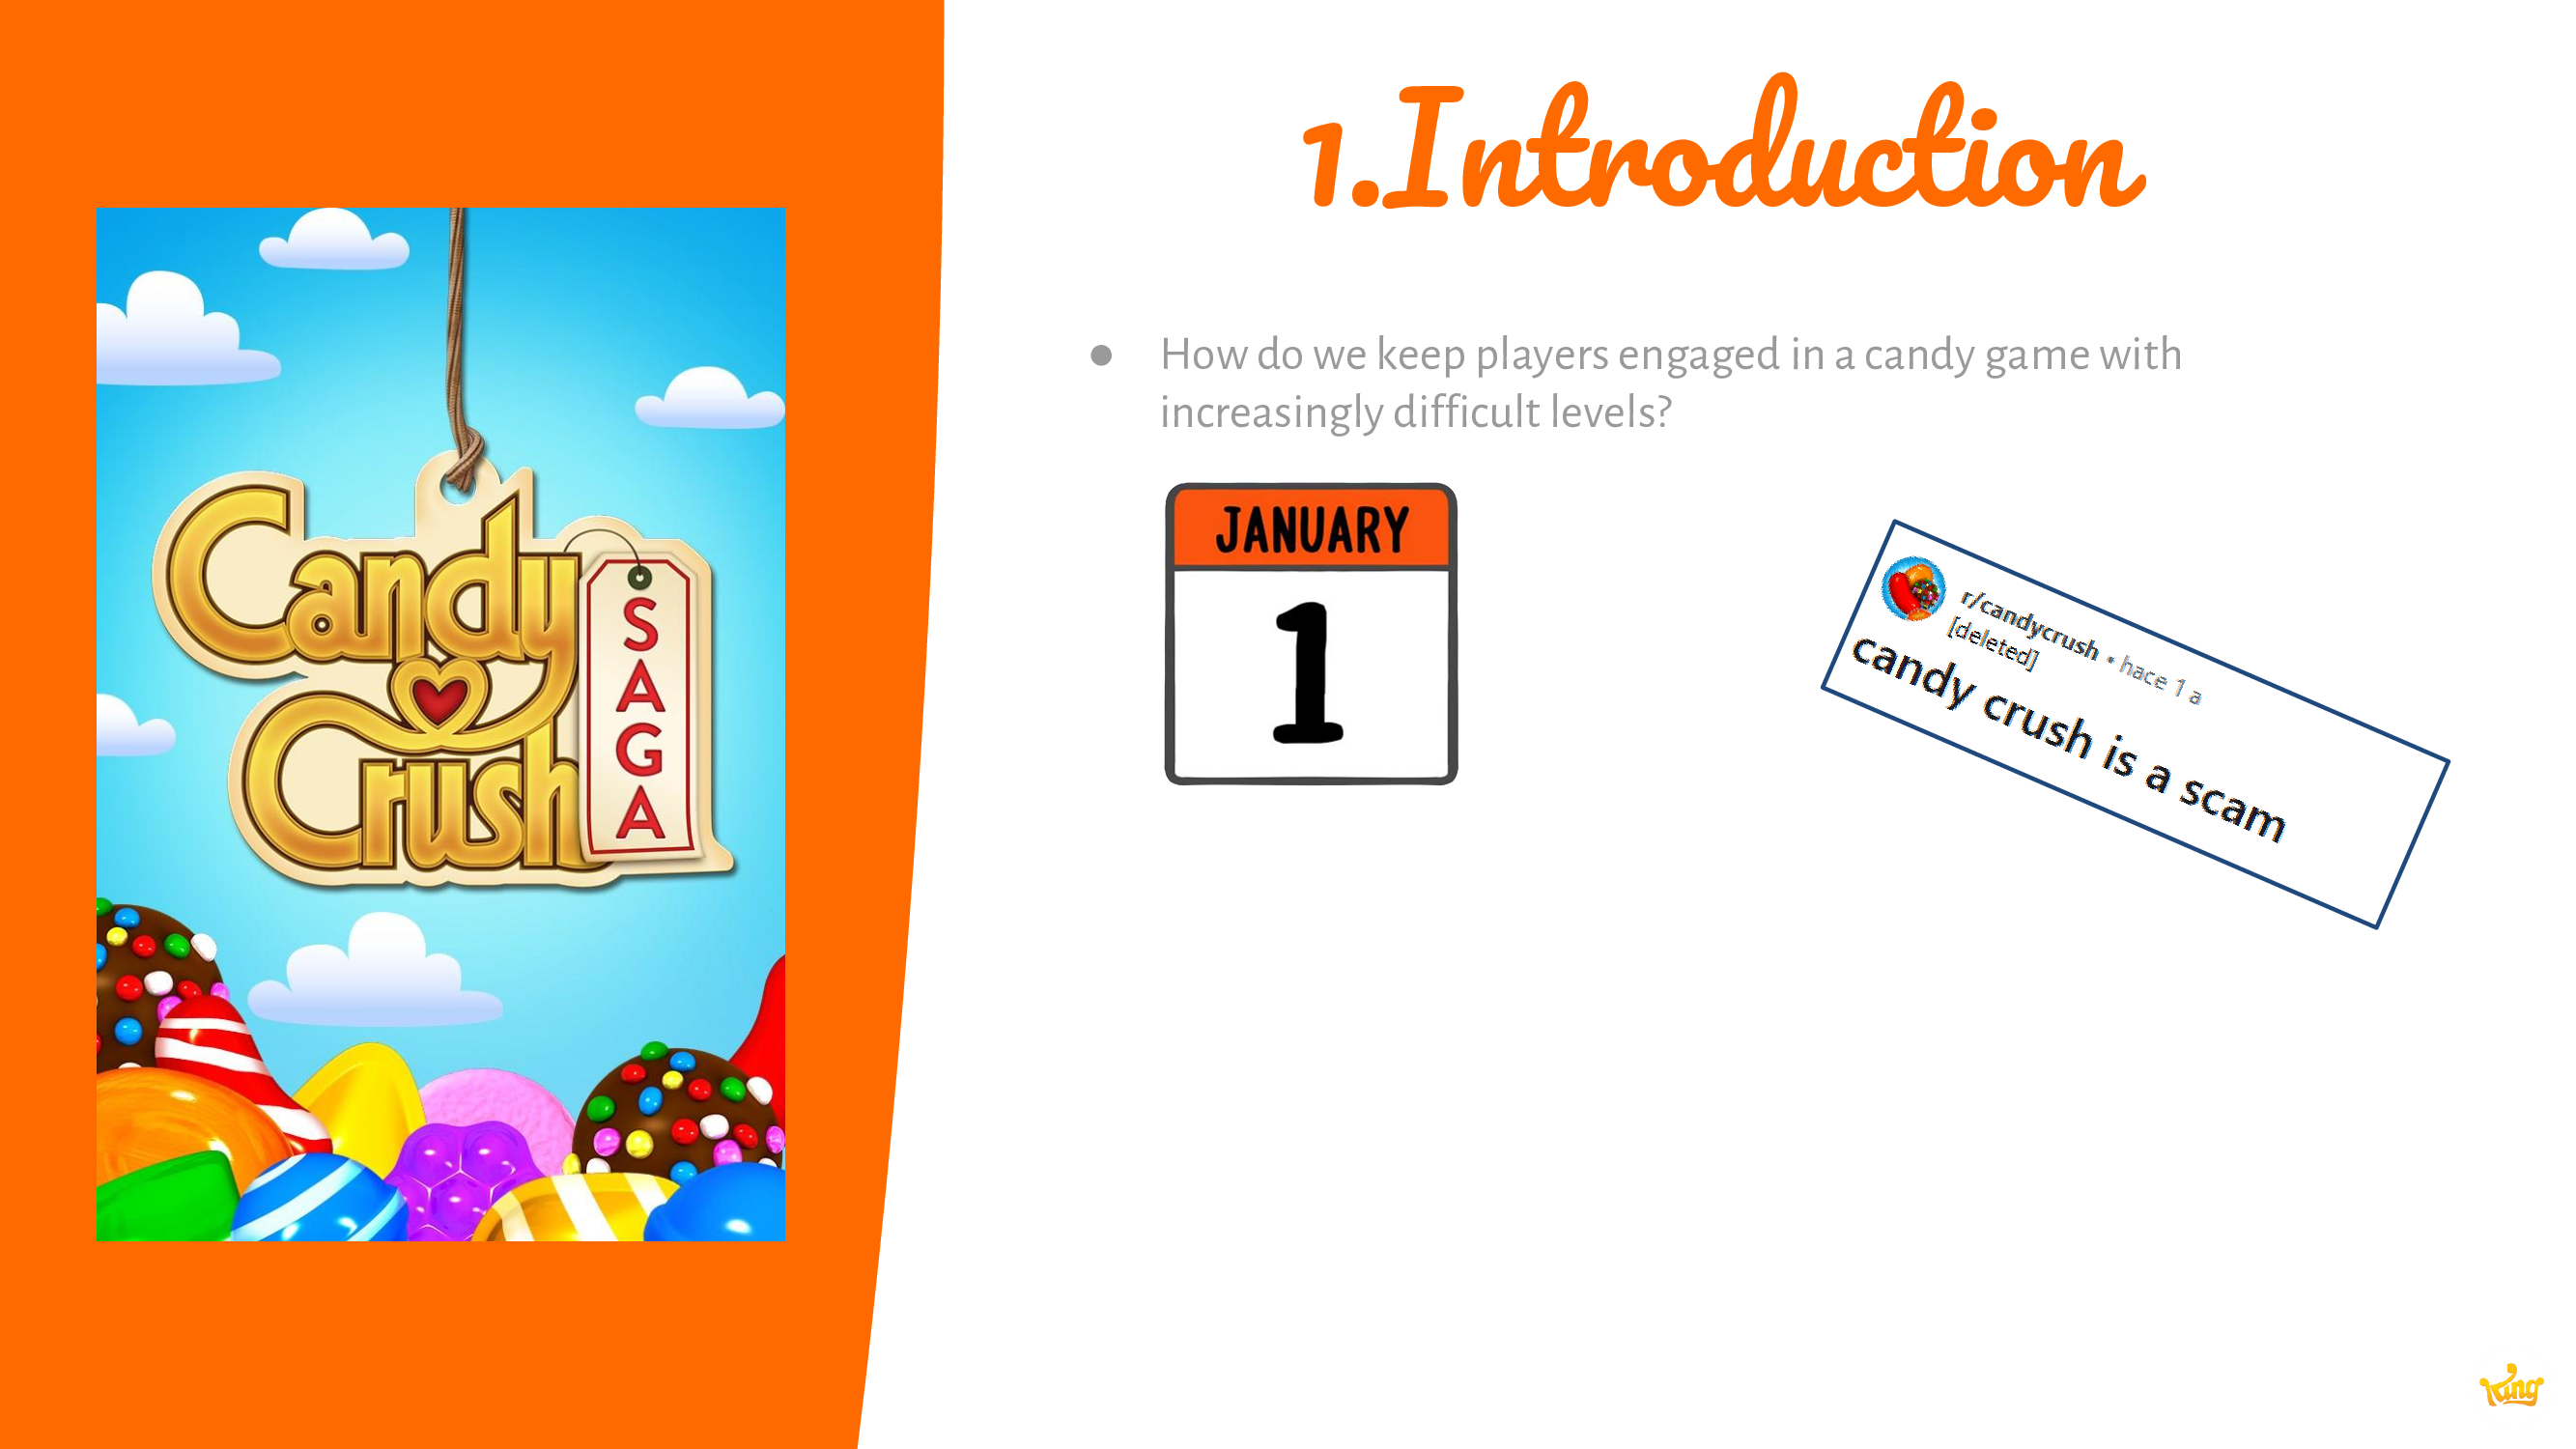 1.Introduction
Candy
Crush
SAGA
● How do we keep players engaged in a candy game with
increasingly difficult levels?
JANUARY
1
r/candycrush • hace 1 a
[deleted]
candy crush is a scam
King